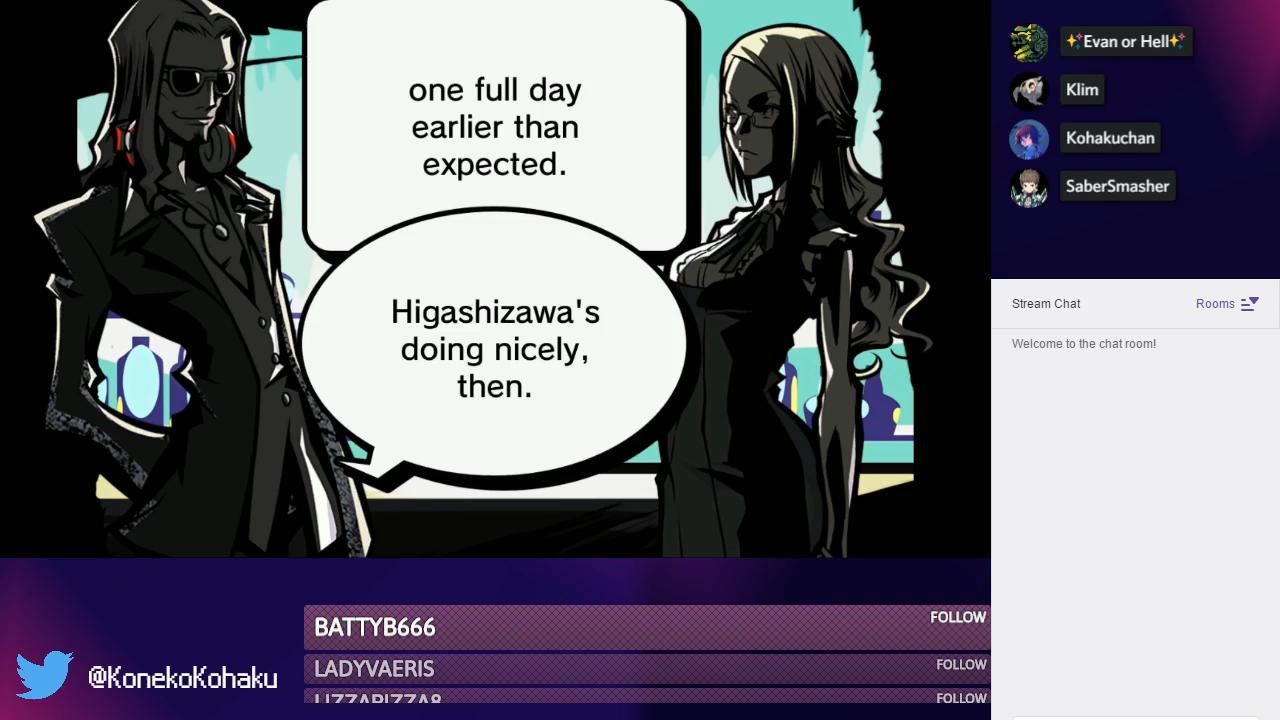 one full day
earlier than
expected.
Higashizawa's
doing nicely,
then.
✨Evan or Hell✨
Klim
Kohakuchan
SaberSmasher
Stream Chat
Rooms
Welcome to the chat room!
BATTYB666
FOLLOW
LADYVAERIS
FOLLOW
LIZZAPIZZA8
FOLLOW
@KonekoKohaku